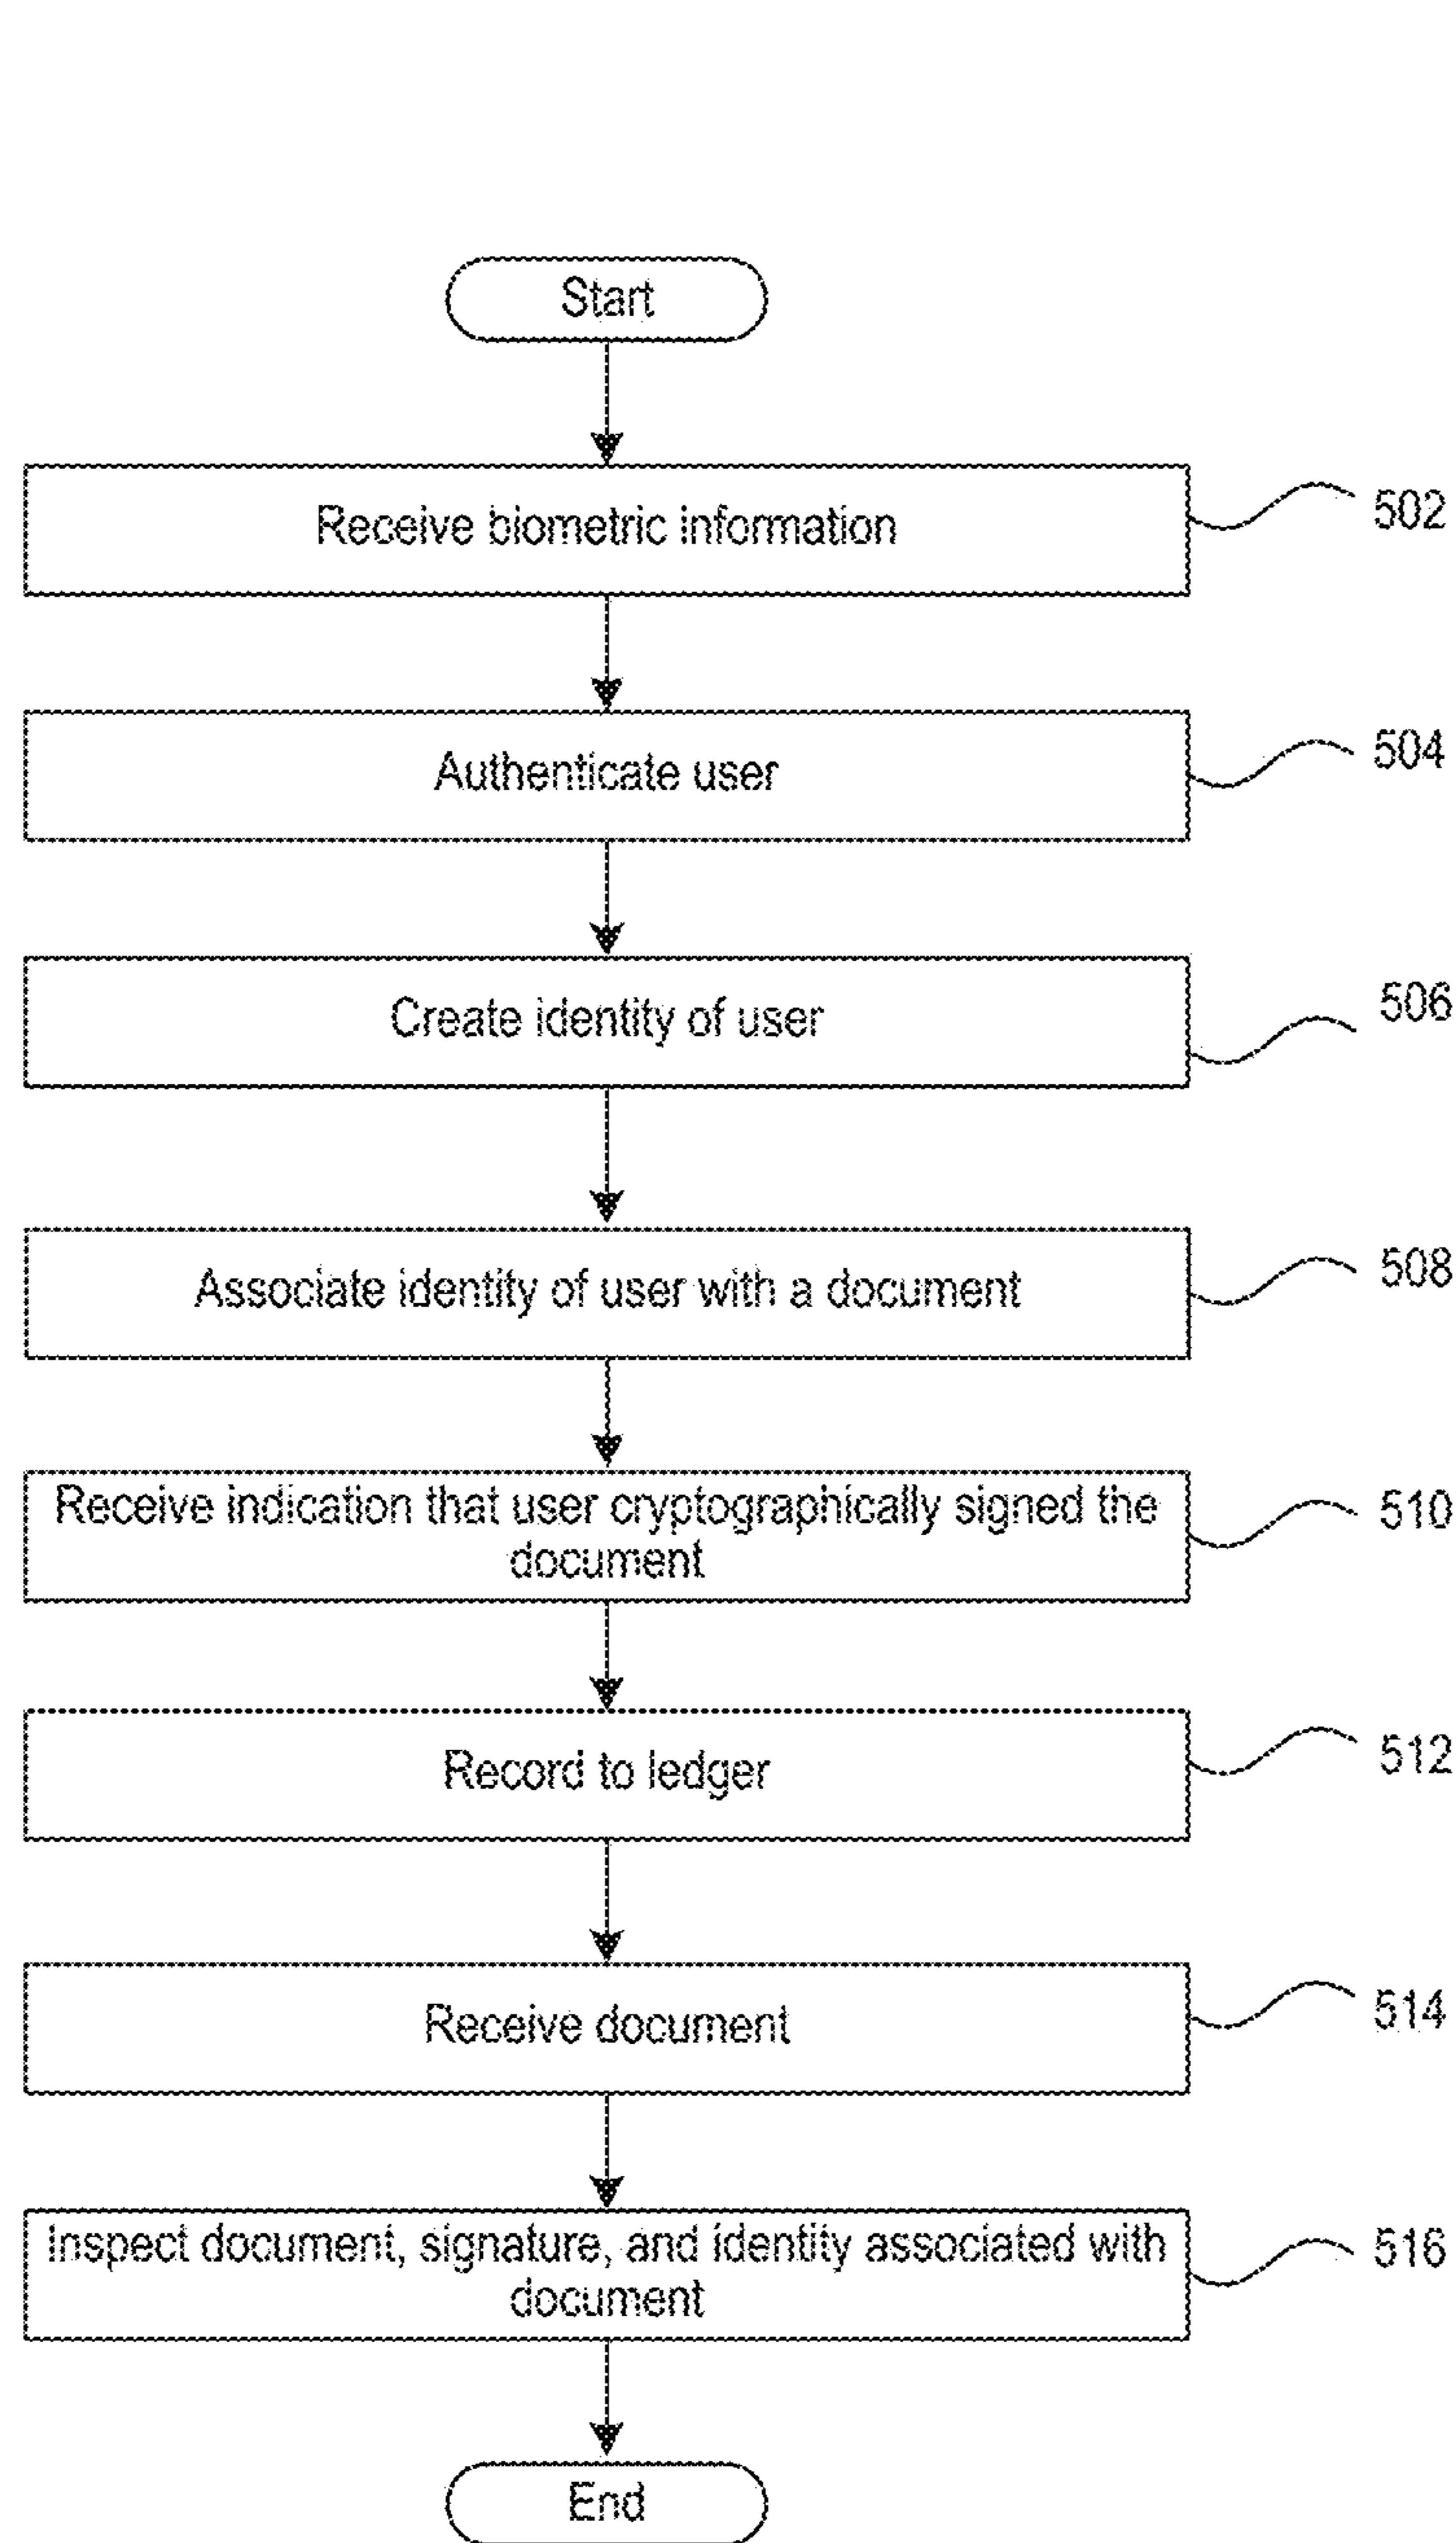 Start
Receive biometric information
502
Authenticate user
504
Create identity of user
506
Associate identity of user with a document
508
Receive indication that user cryptographically signed the
document
510
Record to ledger
512
Receive document
514
Inspect document, signature, and identity associated with
document
516
End